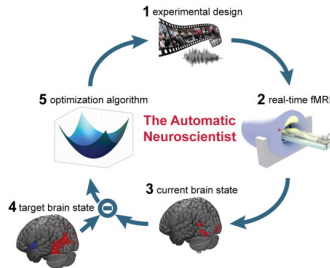 1 experimental design
5 optimization algorithm
2 real-time fMRI
The Automatic
Neuroscientist
3 current brain state
4 target brain state